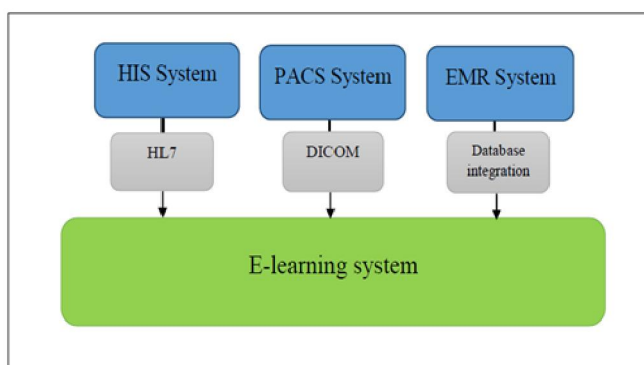 HIS System
PACS System
EMR System
HL7
DICOM
Database
integration
E-learning system